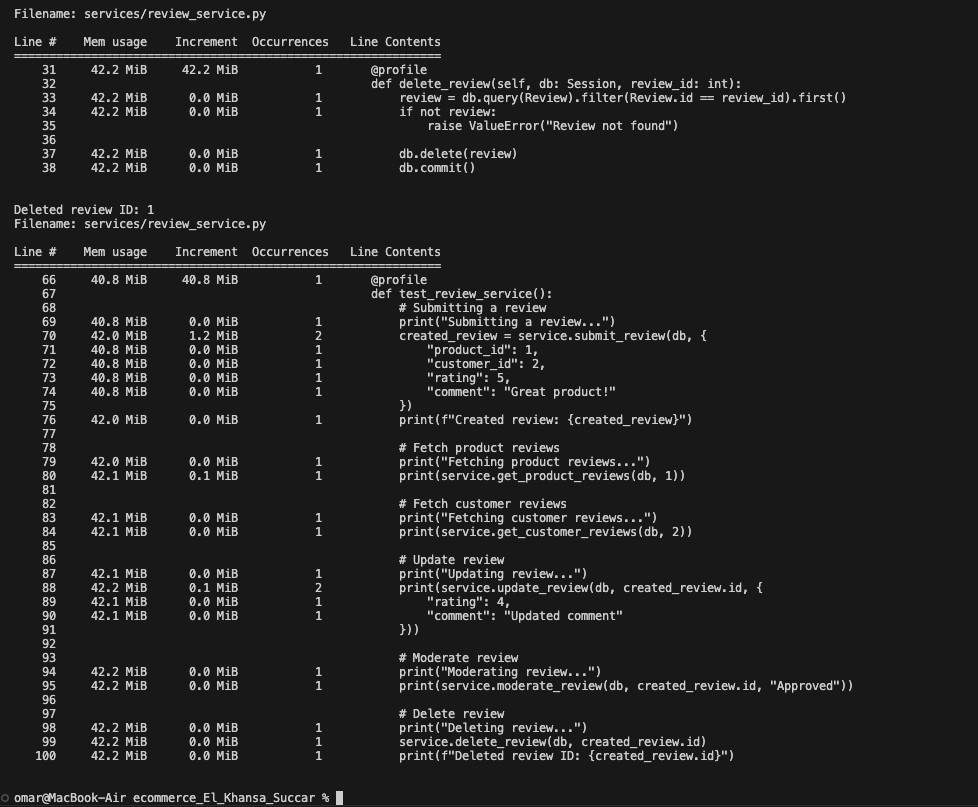 Filename: services/review_service.py
Line #    Mem usage    Increment  Occurrences   Line Contents
=============================================================
    31     42.2 MiB     42.2 MiB           1       @profile
    32                                             def delete_review(self, db: Session, review_id: int):
    33     42.2 MiB      0.0 MiB           1           review = db.query(Review).filter(Review.id == review_id).first()
    34     42.2 MiB      0.0 MiB           1           if not review:
    35                                                     raise ValueError("Review not found")
    36
    37     42.2 MiB      0.0 MiB           1           db.delete(review)
    38     42.2 MiB      0.0 MiB           1           db.commit()
Deleted review ID: 1
Filename: services/review_service.py
Line #    Mem usage    Increment  Occurrences   Line Contents
=============================================================
    66     40.8 MiB     40.8 MiB           1       @profile
    67                                             def test_review_service():
    68                                                 # Submitting a review
    69     40.8 MiB      0.0 MiB           1           print("Submitting a review...")
    70     42.0 MiB      1.2 MiB           2           created_review = service.submit_review(db, {
    71     40.8 MiB      0.0 MiB           1               "product_id": 1,
    72     40.8 MiB      0.0 MiB           1               "customer_id": 2,
    73     40.8 MiB      0.0 MiB           1               "rating": 5,
    74     40.8 MiB      0.0 MiB           1               "comment": "Great product!"
    75                                                 })
    76     42.0 MiB      0.0 MiB           1           print(f"Created review: {created_review}")
    77
    78                                                 # Fetch product reviews
    79     42.0 MiB      0.0 MiB           1           print("Fetching product reviews...")
    80     42.1 MiB      0.1 MiB           1           print(service.get_product_reviews(db, 1))
    81
    82                                                 # Fetch customer reviews
    83     42.1 MiB      0.0 MiB           1           print("Fetching customer reviews...")
    84     42.1 MiB      0.0 MiB           1           print(service.get_customer_reviews(db, 2))
    85
    86                                                 # Update review
    87     42.1 MiB      0.0 MiB           1           print("Updating review...")
    88     42.2 MiB      0.1 MiB           2           print(service.update_review(db, created_review.id, {
    89     42.1 MiB      0.0 MiB           1               "rating": 4,
    90     42.1 MiB      0.0 MiB           1               "comment": "Updated comment"
    91                                                 }))
    92
    93                                                 # Moderate review
    94     42.2 MiB      0.0 MiB           1           print("Moderating review...")
    95     42.2 MiB      0.0 MiB           1           print(service.moderate_review(db, created_review.id, "Approved"))
    96
    97                                                 # Delete review
    98     42.2 MiB      0.0 MiB           1           print("Deleting review...")
    99     42.2 MiB      0.0 MiB           1           service.delete_review(db, created_review.id)
   100     42.2 MiB      0.0 MiB           1           print(f"Deleted review ID: {created_review.id}")
omar@MacBook-Air ecommerce_El_Khansa_Succar %